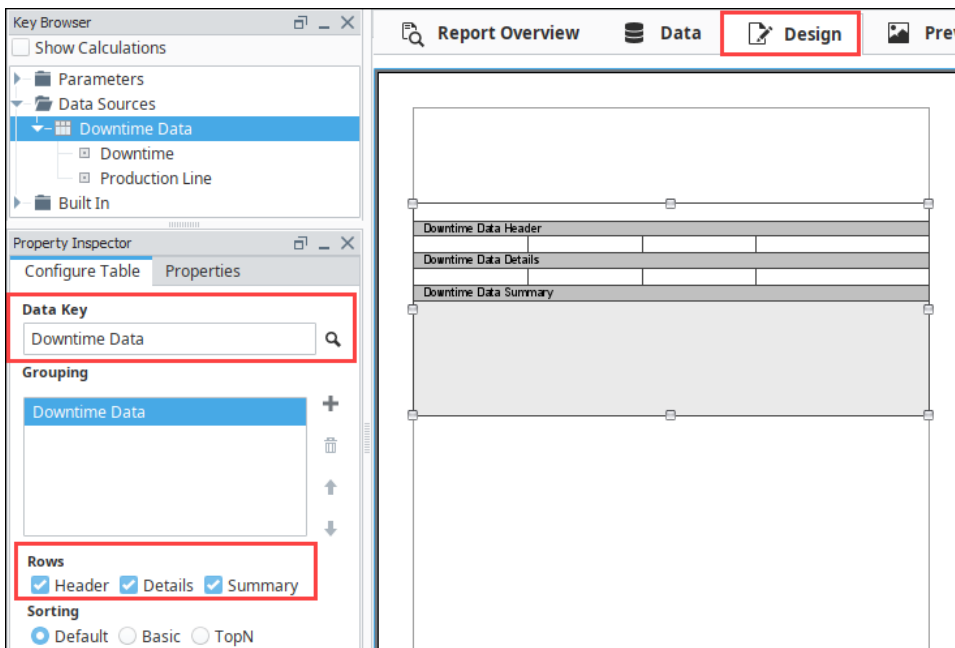 Key Browser
Show Calculations
Parameters
Data Sources
Downtime Data
Downtime
Production Line
Built In
Property Inspector
Configure Table Properties
Data Key
Downtime Data
Grouping
Downtime Data
Rows
Header Details Summary
Sorting
Default Basic TopN
Report Overview Data Design Prev
Downtime Data Header
Downtime Data Details
Downtime Data Summary